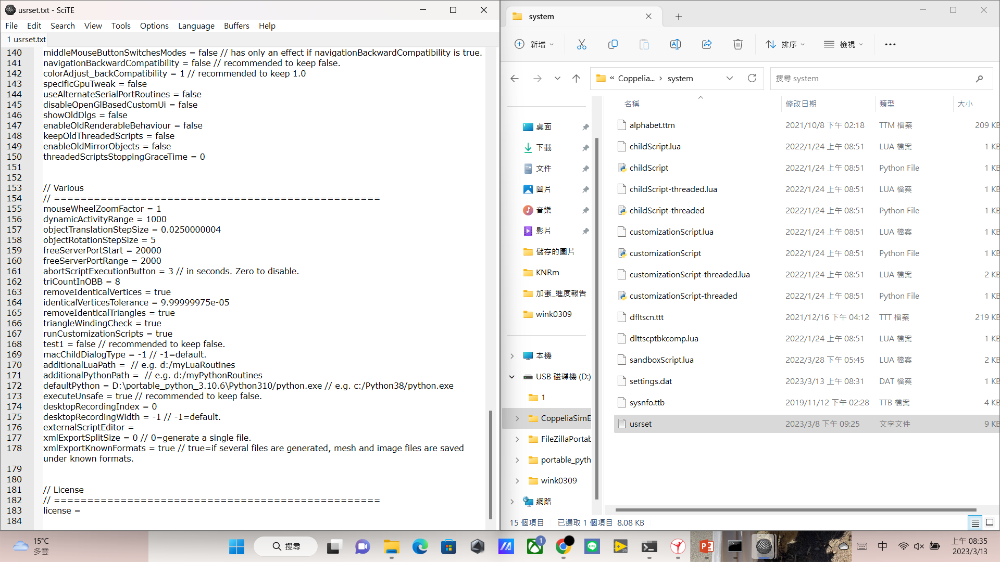 usrset.txt - SciTE
File Edit Search View Tools Options Language Buffers Help
1 usrset.txt
140 middleMouseButtonSwitchesModes = false // has only an effect if navigationBackwardCompatibility is true.
141 navigationBackwardCompatibility = false // recommended to keep false.
142 colorAdjust_backCompatibility = 1 // recommended to keep 1.0
143 specificGpuTweak = false
144 useAlternateSerialPortRoutines = false
145 disableOpenGlBasedCustomUi = false
146 showOldDlgs = false
147 enableOldRenderableBehaviour = false
148 keepOldThreadedScripts = false
149 enableOldMirrorObjects = false
150 threadedScriptsStoppingGraceTime = 0
151
152
153 // Various
154 // =================================================
155 mouseWheelZoomFactor = 1
156 dynamicActivityRange = 1000
157 objectTranslationStepSize = 0.0250000004
158 objectRotationStepSize = 5
159 freeServerPortStart = 20000
160 freeServerPortRange = 2000
161 abortScriptExecutionButton = 3 // in seconds. Zero to disable.
162 triCountInOBB = 8
163 removeIdenticalVertices = true
164 identicalVerticesTolerance = 9.99999975e-05
165 removeIdenticalTriangles = true
166 triangleWindingCheck = true
167 runCustomizationScripts = true
168 test1 = false // recommended to keep false.
169 macChildDialogType = -1 // -1=default.
170 additionalLuaPath =  // e.g. d:/myLuaRoutines
171 additionalPythonPath =  // e.g. d:/myPythonRoutines
172 defaultPython = D:\portable_python_3.10.6\Python310/python.exe // e.g. c:/Python38/python.exe
173 executeUnsafe = true // recommended to keep false.
174 desktopRecordingIndex = 0
175 desktopRecordingWidth = -1 // -1=default.
176 externalScriptEditor =
177 xmlExportSplitSize = 0 // 0=generate a single file.
178 xmlExportKnownFormats = true // true=if several files are generated, mesh and image files are saved
under known formats.
179
180
181 // License
182 // =================================================
183 license =
184
system
新增 排序 檢視
« Coppelia... › system
搜尋 system
桌面
下載
文件
圖片
音樂
影片
儲存的圖片
KNRm
加蛋_進度報告
wink0309
本機
USB 磁碟機 (D:)
1
CoppeliaSimE
FileZillaPortab
portable_pyth
wink0309
網路
名稱 修改日期 類型 大小
alphabet.ttm 2021/10/8 下午 02:18 TTM 檔案 209 KB
childScript.lua 2022/1/24 上午 08:51 LUA 檔案 1 KB
childScript 2022/1/24 上午 08:51 Python File 1 KB
childScript-threaded.lua 2022/1/24 上午 08:51 LUA 檔案 1 KB
childScript-threaded 2022/1/24 上午 08:51 Python File 1 KB
customizationScript.lua 2022/1/24 上午 08:51 LUA 檔案 1 KB
customizationScript 2022/1/24 上午 08:51 Python File 1 KB
customizationScript-threaded.lua 2022/1/24 上午 08:51 LUA 檔案 2 KB
customizationScript-threaded 2022/1/24 上午 08:51 Python File 1 KB
dfltscn.ttt 2021/12/16 下午 04:12 TTT 檔案 219 KB
dlttscptbkcomp.lua 2022/1/24 上午 08:51 LUA 檔案 1 KB
sandboxScript.lua 2022/3/28 下午 05:45 LUA 檔案 2 KB
settings.dat 2023/3/13 上午 08:31 DAT 檔案 1 KB
sysnfo.ttb 2019/11/12 下午 02:28 TTB 檔案 4 KB
usrset 2023/3/8 下午 09:25 文字文件 9 KB
15 個項目 已選取 1 個項目 8.08 KB
15°C
多雲
搜尋
1
LINE
19
中
上午 08:35
2023/3/13